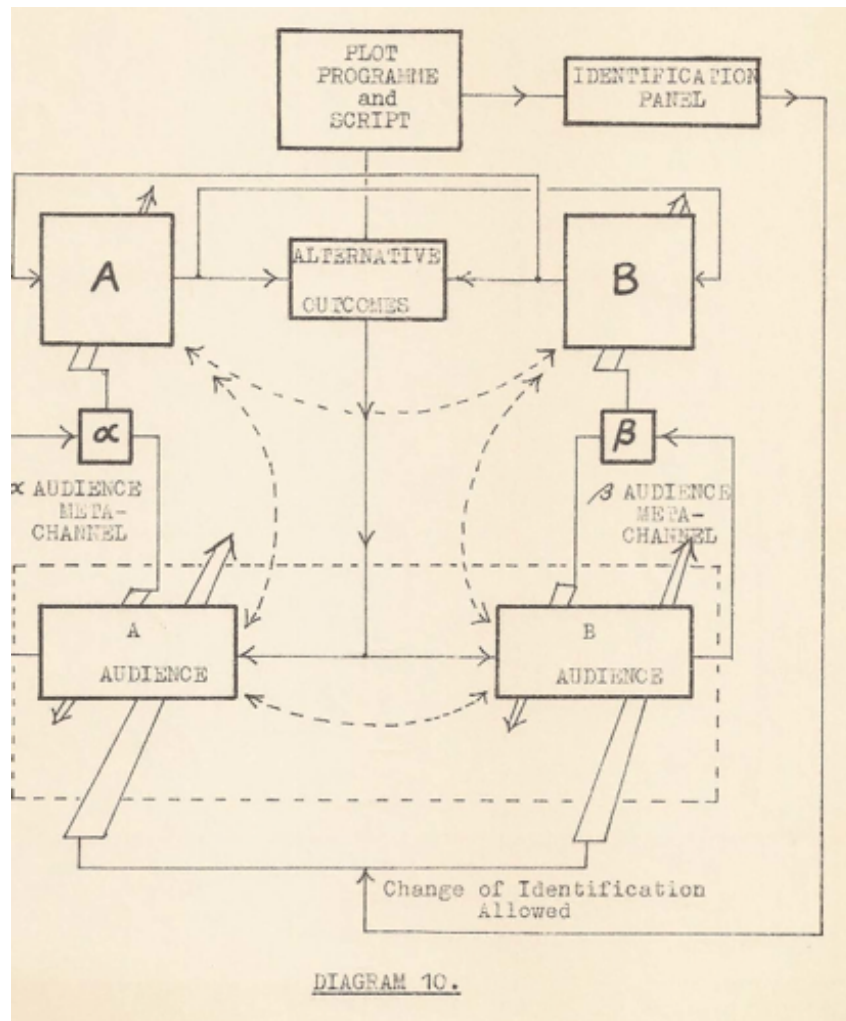 PLOT
PROGRAMME
and
SCRIPT
IDENTIFICATION
PANEL
A
ALTERNATIVE
OUTCOMES
B
α
β
α AUDIENCE
META-
CHANNEL
β AUDIENCE
META-
CHANNEL
A
AUDIENCE
B
AUDIENCE
Change of Identification
Allowed
DIAGRAM 10.